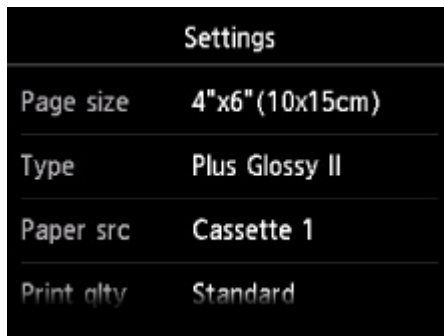 Settings
Page size 4"x6"(10x15cm)
Type Plus Glossy II
Paper src Cassette 1
Print qlty Standard